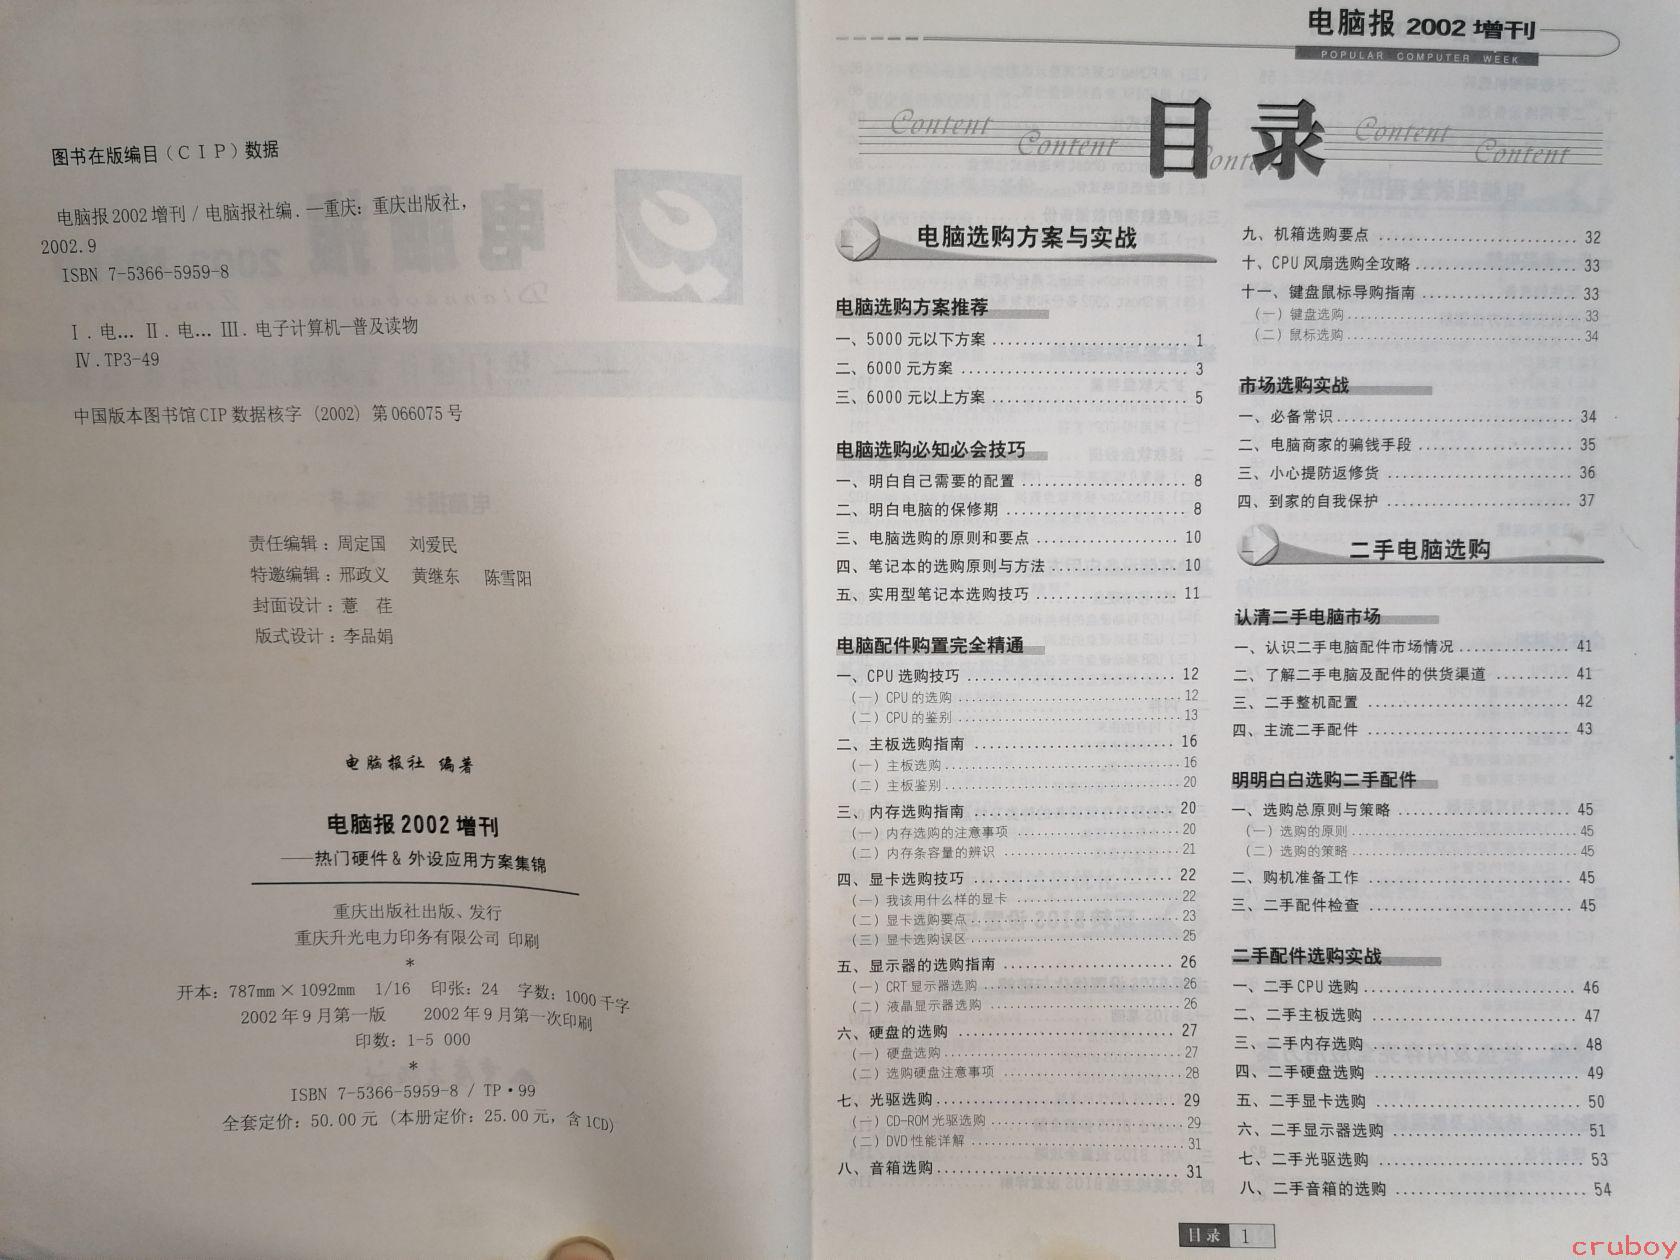 图书在版编目（CIP）数据
电脑报2002增刊/电脑报社编．—重庆：重庆出版社，
2002.9
ISBN 7-5366-5959-8
Ⅰ．电… Ⅱ．电… Ⅲ．电子计算机—普及读物
Ⅳ．TP3-49
中国版本图书馆CIP数据核字（2002）第066075号
责任编辑：周定国 刘爱民
特邀编辑：邢政义 黄继东 陈雪阳
封面设计：薏 荏
版式设计：李品娟
电脑报社 编著
电脑报2002增刊
——热门硬件&外设应用方案集锦
重庆出版社出版、发行
重庆升光电力印务有限公司 印刷
*
开本：787mm×1092mm 1/16 印张：24 字数：1000千字
2002年9月第一版 2002年9月第一次印刷
印数：1-5 000
*
ISBN 7-5366-5959-8 / TP·99
全套定价：50.00元（本册定价：25.00元，含1CD）
电脑报 2002 增刊
POPULAR COMPUTER WEEK
目录
Content Content Content Content
电脑选购方案与实战
电脑选购方案推荐
一、5000元以下方案 1
二、6000元方案 3
三、6000元以上方案 5
电脑选购必知必会技巧
一、明白自己需要的配置 8
二、明白电脑的保修期 8
三、电脑选购的原则和要点 10
四、笔记本的选购原则与方法 10
五、实用型笔记本选购技巧 11
电脑配件购置完全精通
一、CPU选购技巧 12
（一）CPU的选购 12
（二）CPU的鉴别 13
二、主板选购指南 16
（一）主板选购 16
（二）主板鉴别 20
三、内存选购指南 20
（一）内存选购的注意事项 20
（二）内存条容量的辨识 21
四、显卡选购技巧 22
（一）我该用什么样的显卡 22
（二）显卡选购要点 23
（三）显卡选购误区 25
五、显示器的选购指南 26
（一）CRT显示器选购 26
（二）液晶显示器选购 26
六、硬盘的选购 27
（一）硬盘选购 27
（二）选购硬盘注意事项 28
七、光驱选购 29
（一）CD-ROM光驱选购 29
（二）DVD性能详解 31
八、音箱选购 31
九、机箱选购要点 32
十、CPU风扇选购全攻略 33
十一、键盘鼠标导购指南 33
（一）键盘选购 33
（二）鼠标选购 34
市场选购实战
一、必备常识 34
二、电脑商家的骗钱手段 35
三、小心提防返修货 36
四、到家的自我保护 37
二手电脑选购
认清二手电脑市场
一、认识二手电脑配件市场情况 41
二、了解二手电脑及配件的供货渠道 41
三、二手整机配置 42
四、主流二手配件 43
明明白白选购二手配件
一、选购总原则与策略 45
（一）选购的原则 45
（二）选购的策略 45
二、购机准备工作 45
三、二手配件检查 45
二手配件选购实战
一、二手CPU选购 46
二、二手主板选购 47
三、二手内存选购 48
四、二手硬盘选购 49
五、二手显卡选购 50
六、二手显示器选购 51
七、二手光驱选购 53
八、二手音箱的选购 54
目录 1
cruboy